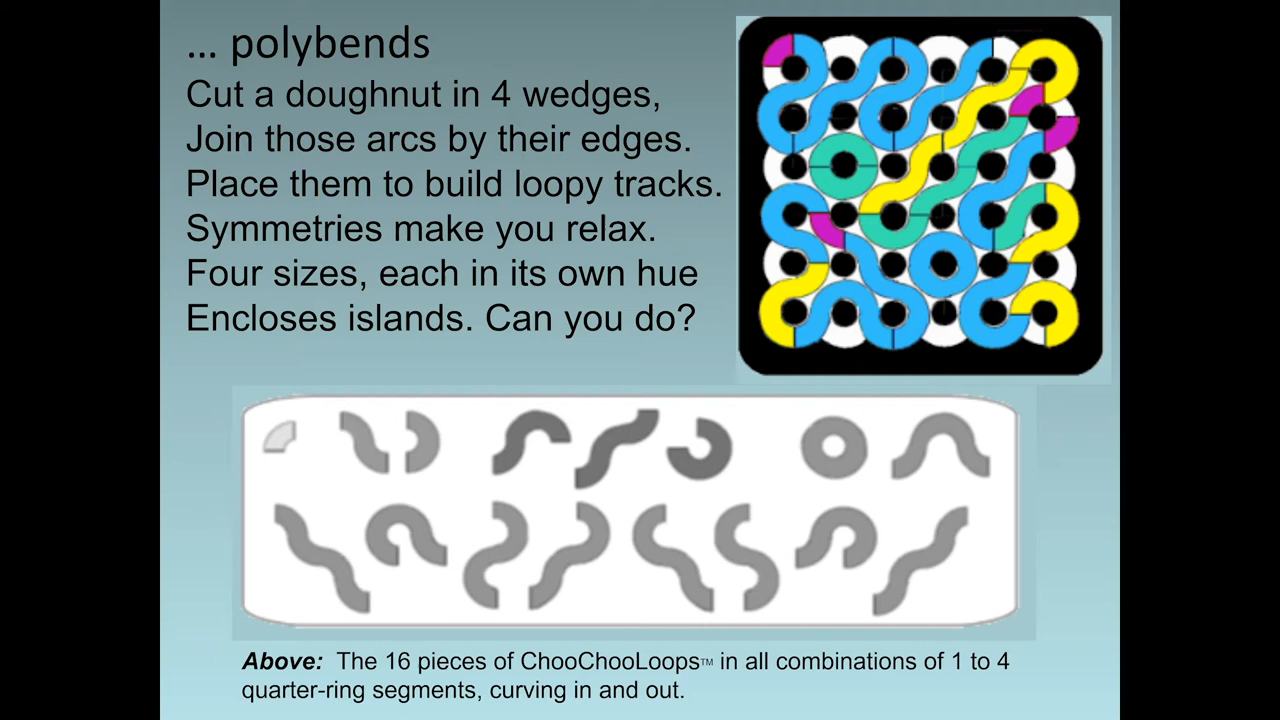 ... polybends
Cut a doughnut in 4 wedges,
Join those arcs by their edges.
Place them to build loopy tracks.
Symmetries make you relax.
Four sizes, each in its own hue
Encloses islands. Can you do?
Above: The 16 pieces of ChooChooLoops™ in all combinations of 1 to 4
quarter-ring segments, curving in and out.